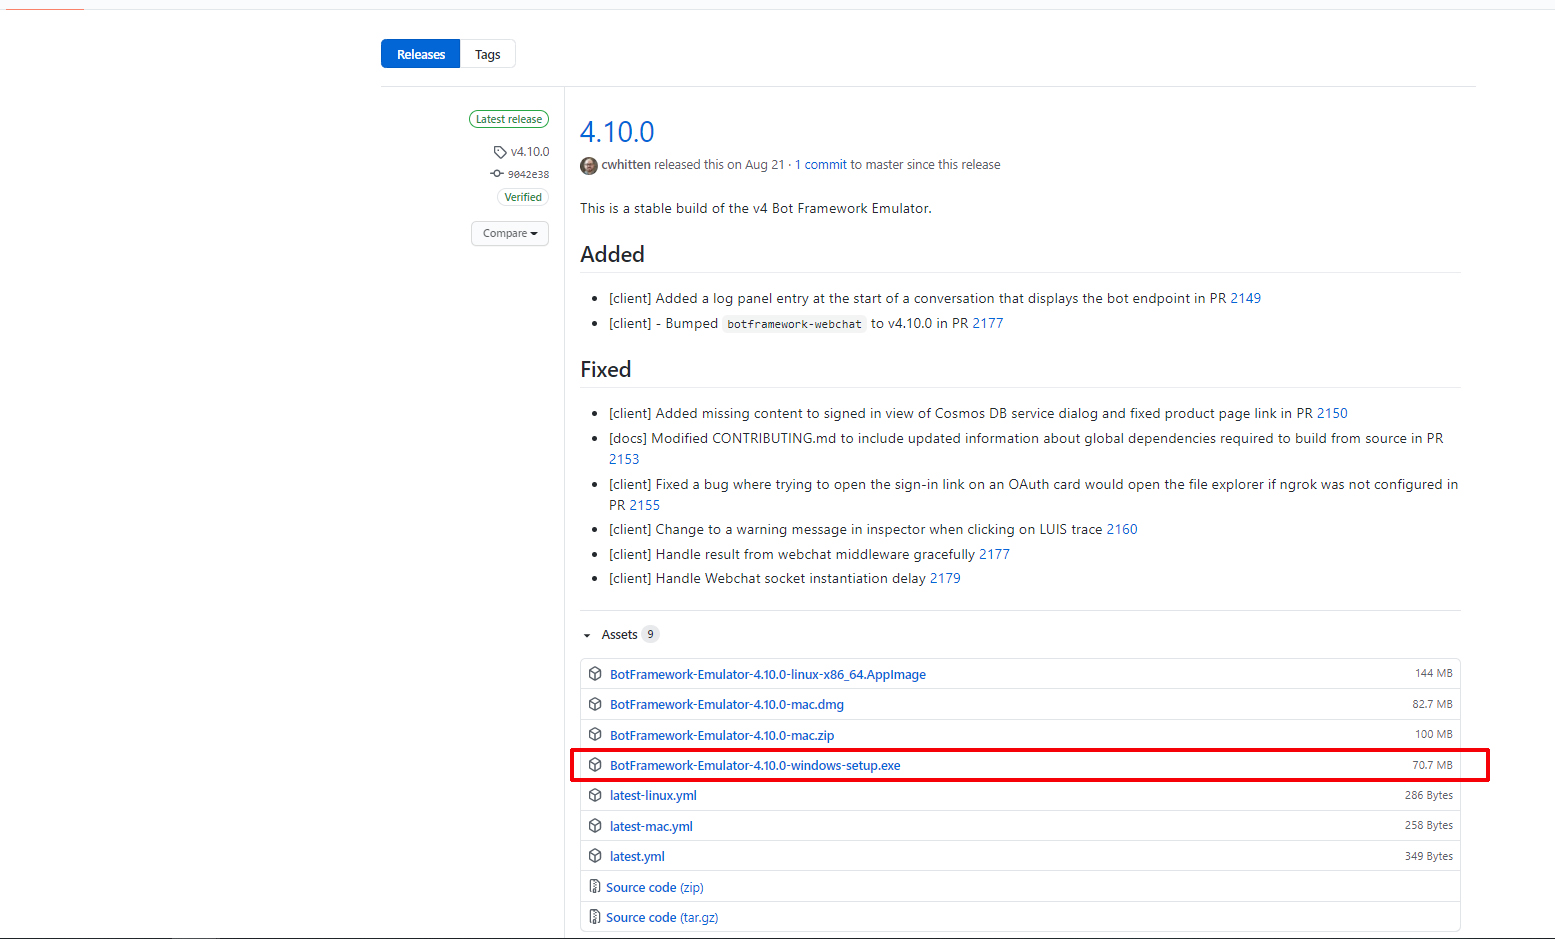 Releases Tags
Latest release
v4.10.0
9042e38
Verified
Compare
4.10.0
cwhitten released this on Aug 21 · 1 commit to master since this release
This is a stable build of the v4 Bot Framework Emulator.
Added
[client] Added a log panel entry at the start of a conversation that displays the bot endpoint in PR 2149
[client] - Bumped botframework-webchat to v4.10.0 in PR 2177
Fixed
[client] Added missing content to signed in view of Cosmos DB service dialog and fixed product page link in PR 2150
[docs] Modified CONTRIBUTING.md to include updated information about global dependencies required to build from source in PR
2153
[client] Fixed a bug where trying to open the sign-in link on an OAuth card would open the file explorer if ngrok was not configured in
PR 2155
[client] Change to a warning message in inspector when clicking on LUIS trace 2160
[client] Handle result from webchat middleware gracefully 2177
[client] Handle Webchat socket instantiation delay 2179
Assets 9
BotFramework-Emulator-4.10.0-linux-x86_64.AppImage 144 MB
BotFramework-Emulator-4.10.0-mac.dmg 82.7 MB
BotFramework-Emulator-4.10.0-mac.zip 100 MB
BotFramework-Emulator-4.10.0-windows-setup.exe 70.7 MB
latest-linux.yml 286 Bytes
latest-mac.yml 258 Bytes
latest.yml 349 Bytes
Source code (zip)
Source code (tar.gz)